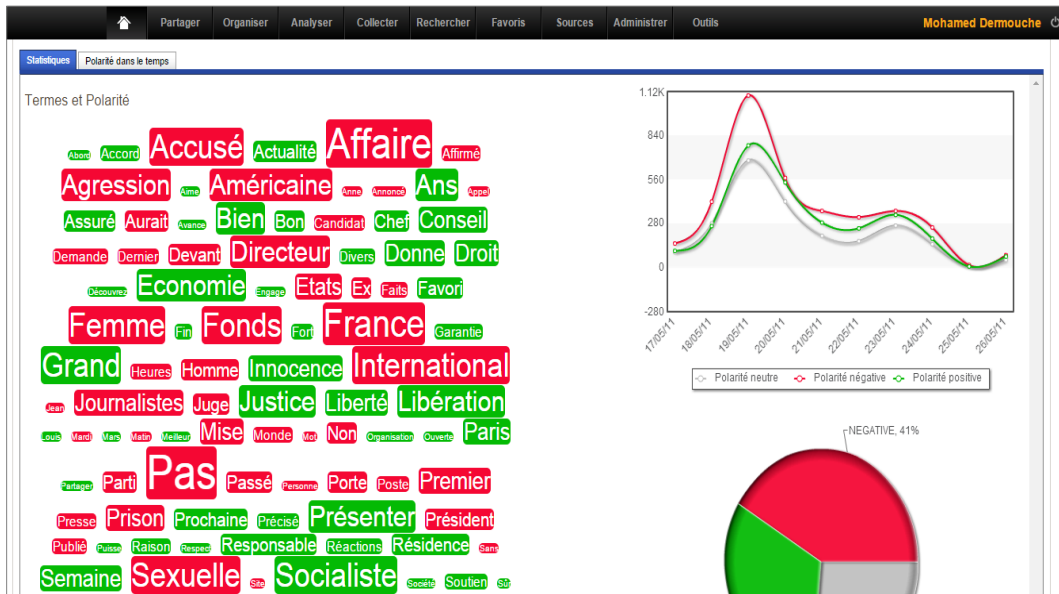 Partager Organiser Analyser Collecter Rechercher Favoris Sources Administrer Outils Mohamed Dermouche
Statistiques Polarité dans le temps
Termes et Polarité
Abord Accord Accusé Actualité Affaire Affirmé
Agression Aime Américaine Anne Annoncé Ans Appel
Assuré Aurait Avance Bien Bon Candidat Chef Conseil
Demande Dernier Devant Directeur Divers Donne Droit
Découvrez Economie Engage Etats Ex Faits Favori
Femme Fin Fonds Fort France Garantie
Grand Heures Homme Innocence International
Jean Journalistes Juge Justice Liberté Libération
Louis Mardi Mars Matin Meilleur Mise Monde Mot Non Organisation Ouverte Paris
Partager Parti Pas Passé Personne Porte Poste Premier
Presse Prison Prochaine Précisé Présenter Président
Publié Puisse Raison Respect Responsable Réactions Résidence Sans
Semaine Sexuelle Site Socialiste Société Soutien Sûr
1.12K
840
560
280
0
-280
17/05/11 18/05/11 19/05/11 20/05/11 21/05/11 22/05/11 23/05/11 24/05/11 25/05/11 26/05/11
Polarité neutre Polarité négative Polarité positive
NEGATIVE, 41%